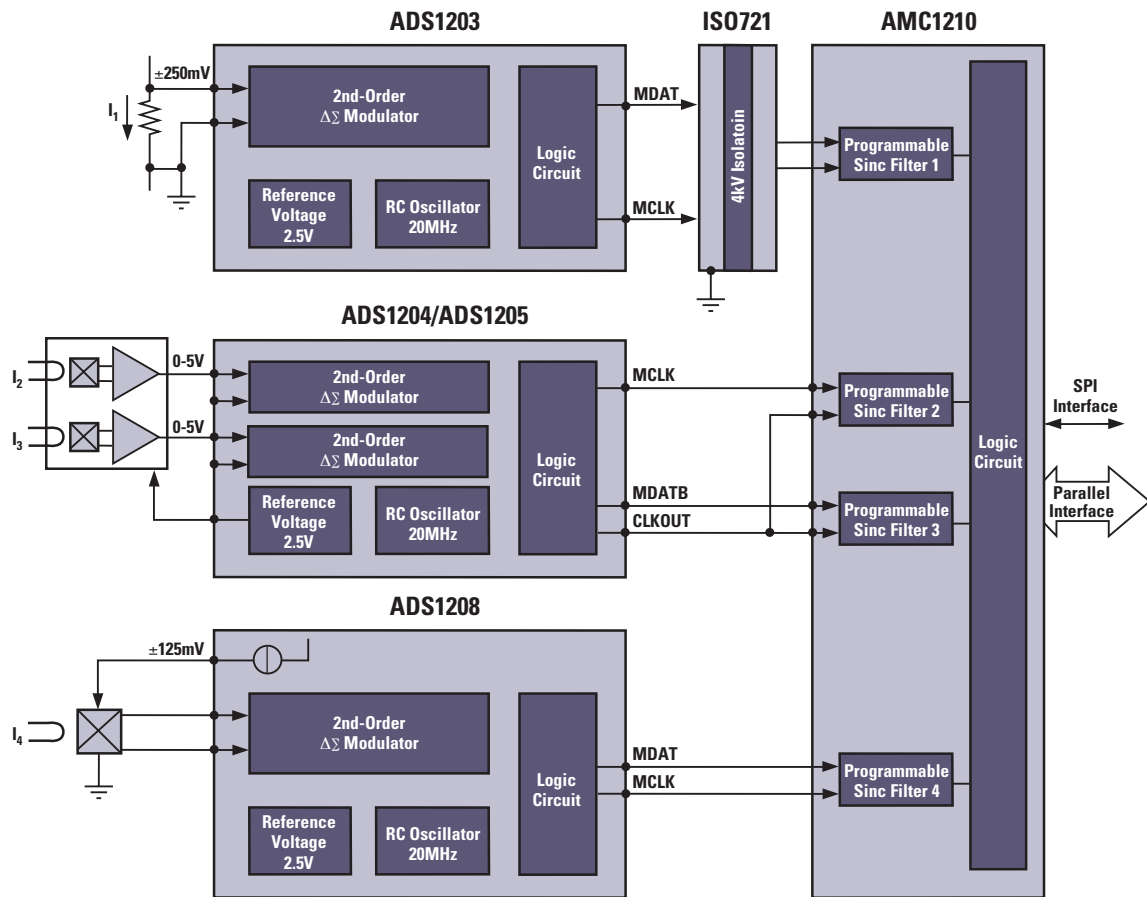 ADS1203
ISO721
AMC1210
±250mV
I1
2nd-Order
ΔΣ Modulator
Reference
Voltage
2.5V
RC Oscillator
20MHz
Logic
Circuit
MDAT
MCLK
4kV Isolatoin
Programmable
Sinc Filter 1
ADS1204/ADS1205
I2
0-5V
I3
0-5V
2nd-Order
ΔΣ Modulator
2nd-Order
ΔΣ Modulator
Reference
Voltage
2.5V
RC Oscillator
20MHz
Logic
Circuit
MCLK
MDATB
CLKOUT
Programmable
Sinc Filter 2
Programmable
Sinc Filter 3
Logic
Circuit
SPI
Interface
Parallel
Interface
ADS1208
±125mV
I4
2nd-Order
ΔΣ Modulator
Reference
Voltage
2.5V
RC Oscillator
20MHz
Logic
Circuit
MDAT
MCLK
Programmable
Sinc Filter 4